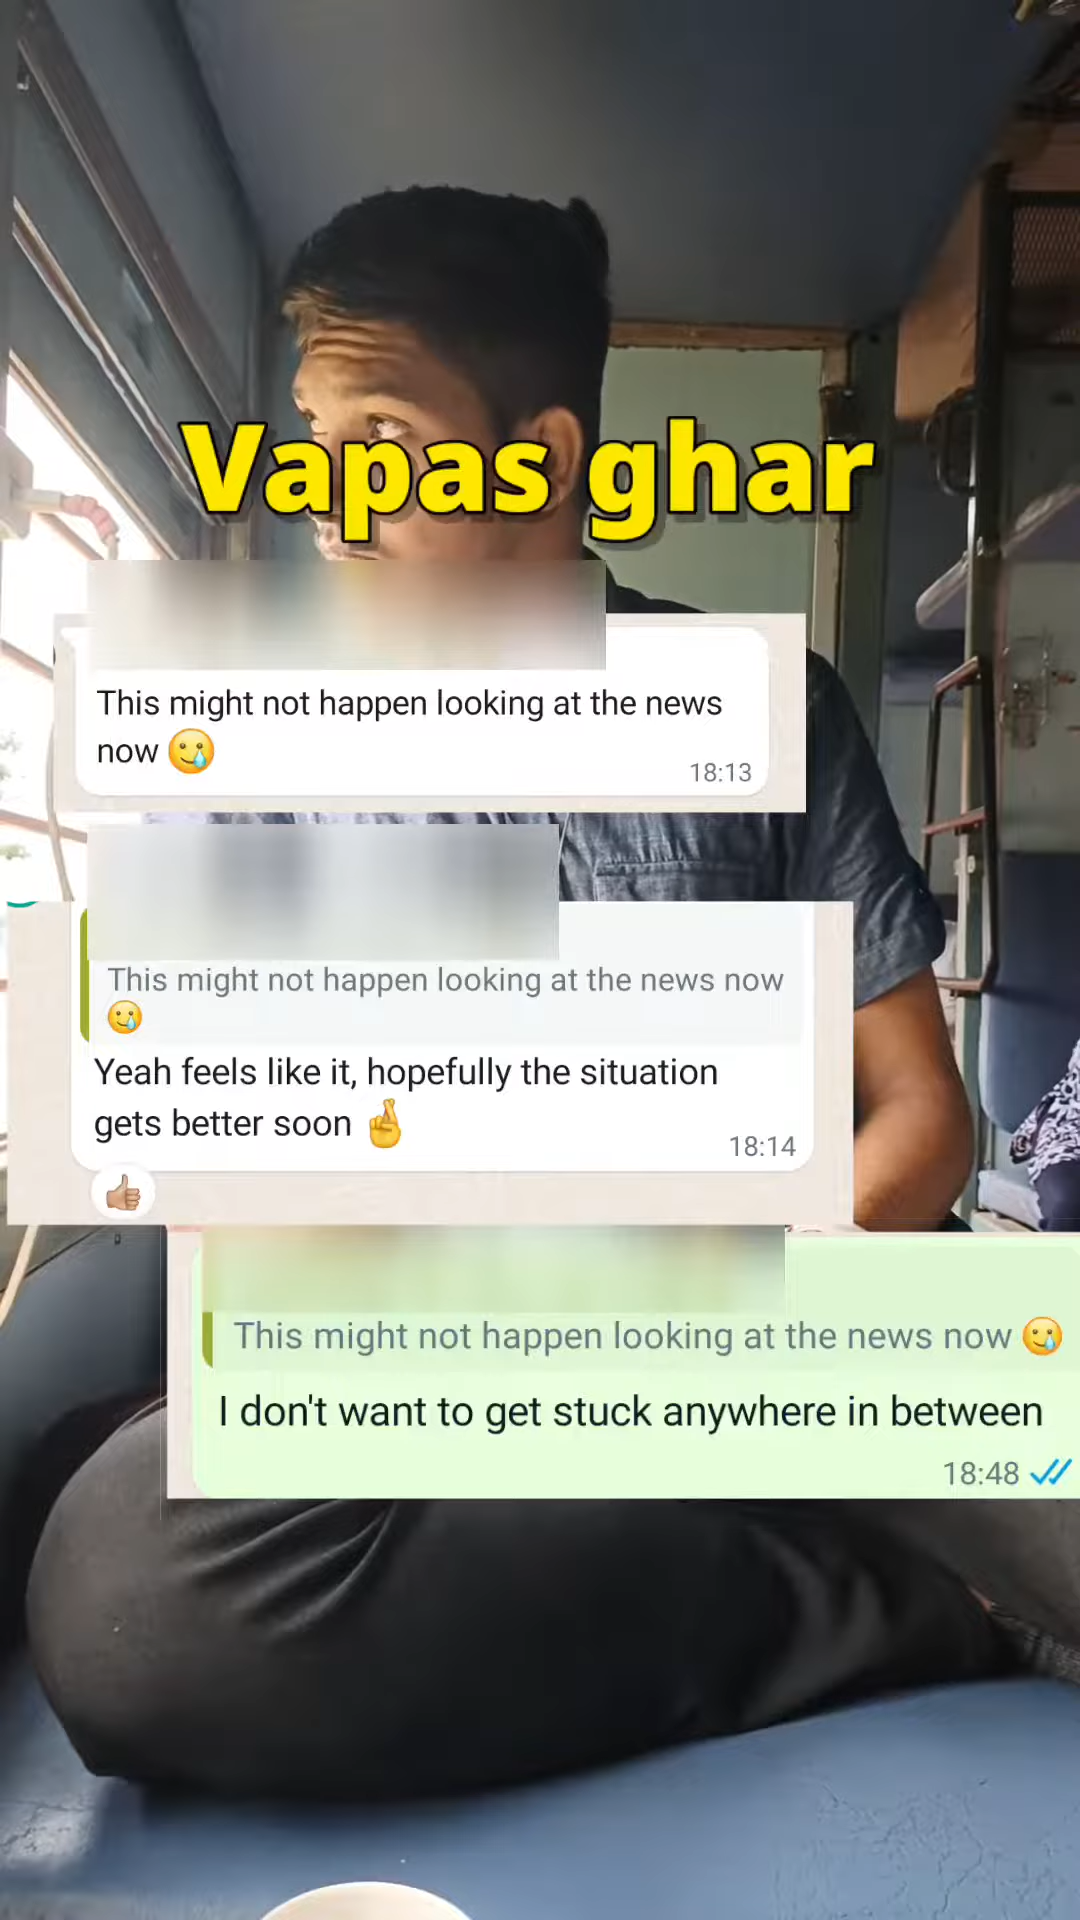 Vapas ghar
This might not happen looking at the news
now 🥲
18:13
This might not happen looking at the news now
🥲
Yeah feels like it, hopefully the situation
gets better soon 🤞
18:14
👍🏽
This might not happen looking at the news now 🥲
I don't want to get stuck anywhere in between
18:48